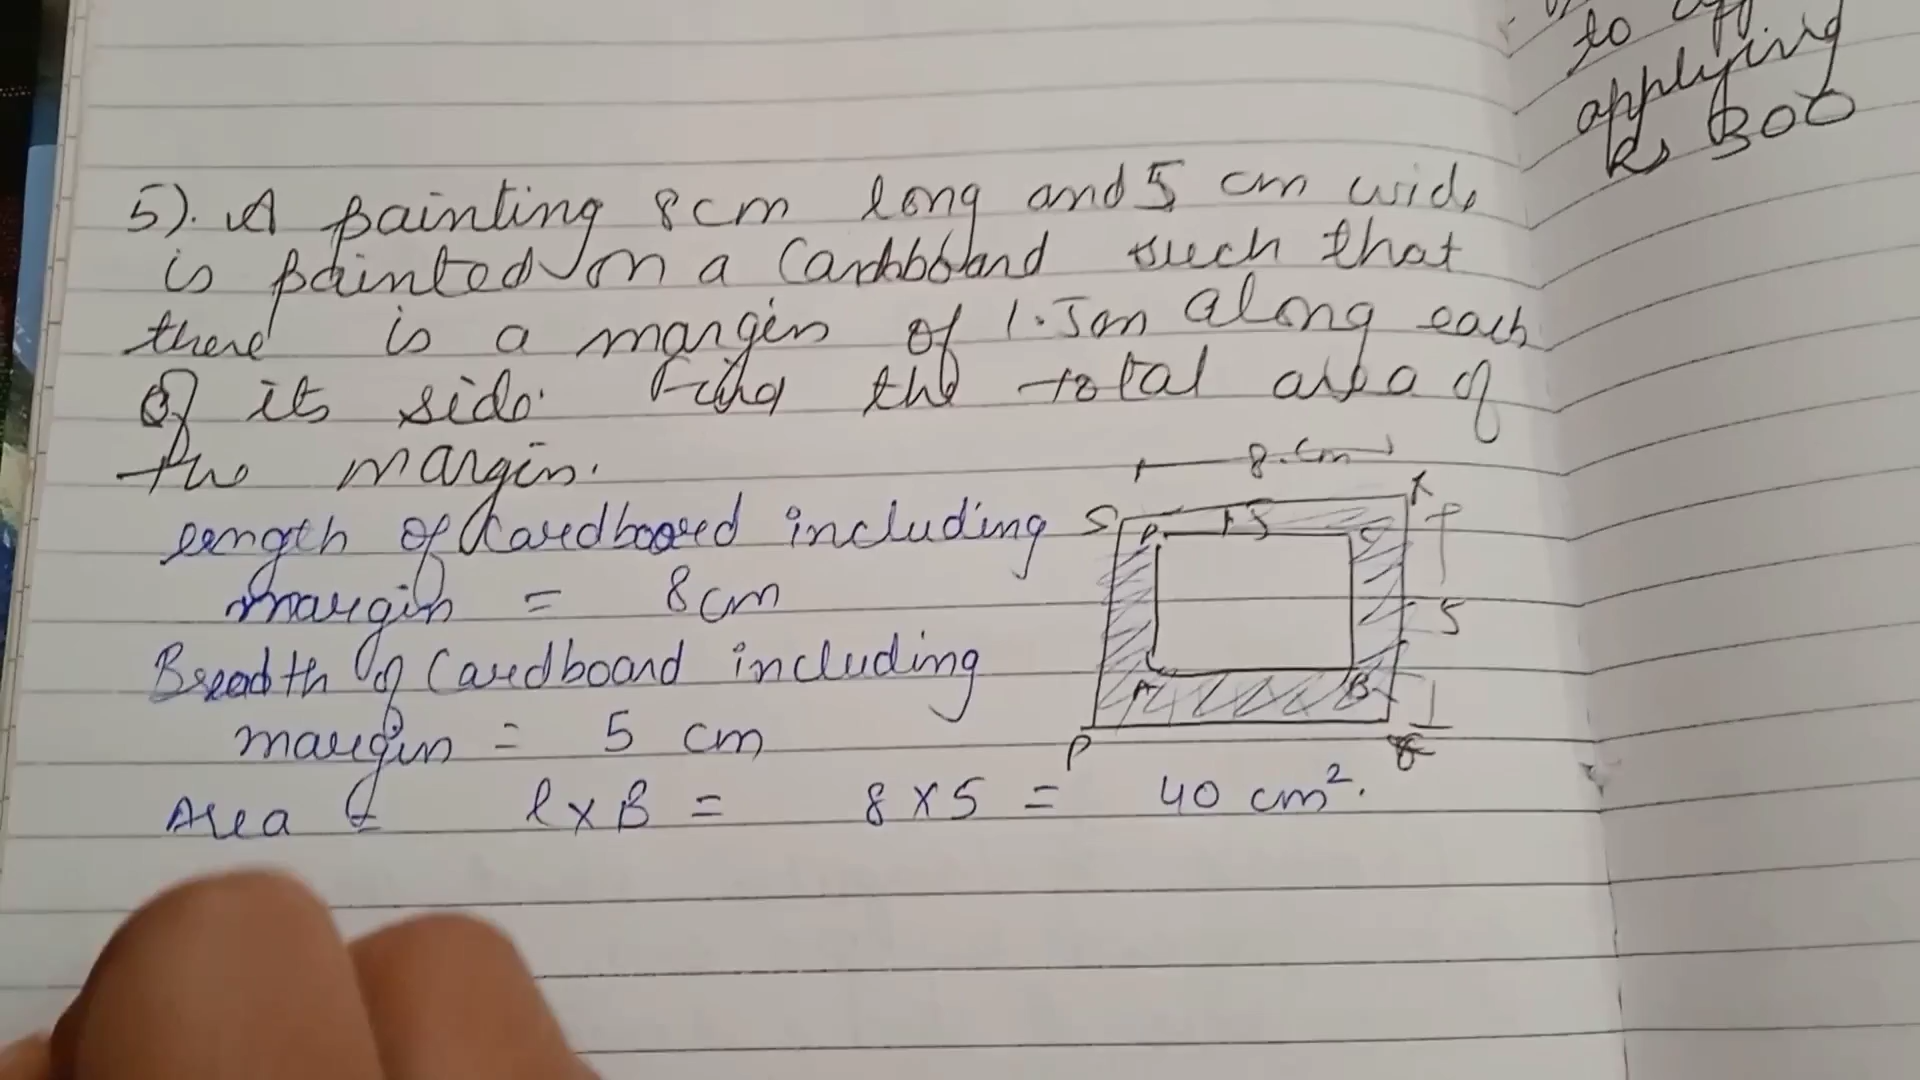 to
applying
Rs 300
5). A painting 8cm long and 5 cm wide
is painted on a Cardboard such that
there is a margin of 1.5cm along each
of its side. Find the total area of
the margin.
8 cm
length of Cardboard including
margin = 8cm
Breadth of Cardboard including
margin = 5 cm
Area = l x B = 8 x 5 = 40 cm².
S
R
D
1.5
C
5
A
B
P